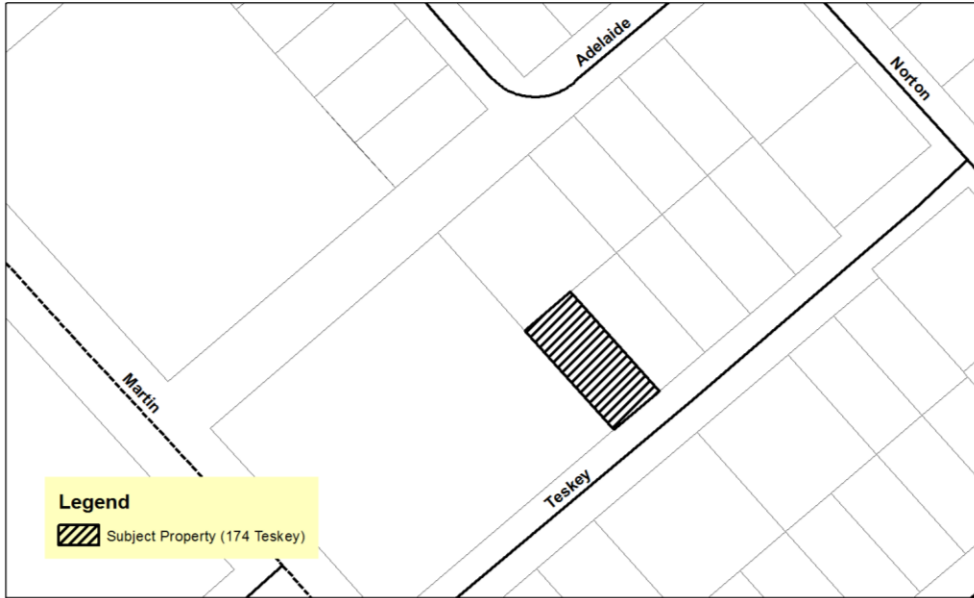 Adelaide
Norton
Martin
Teskey
Legend
Subject Property (174 Teskey)